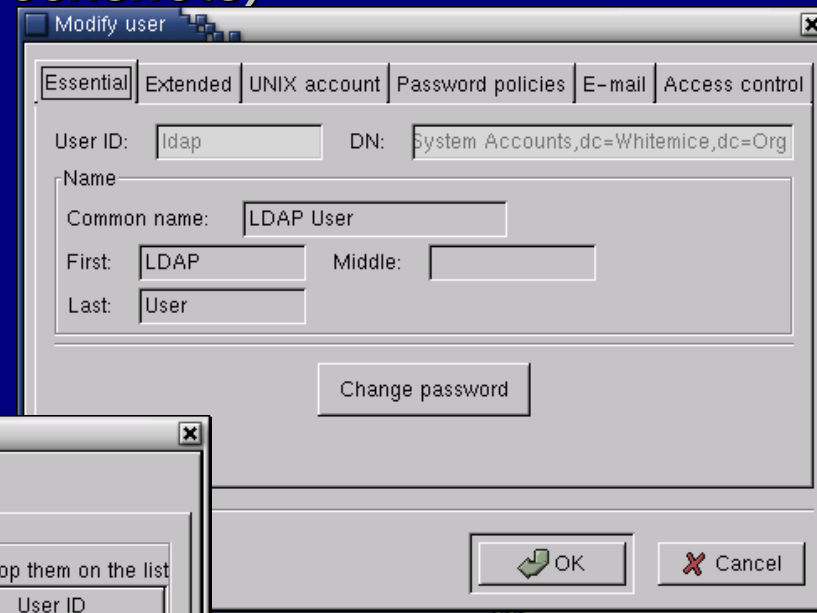 Modify user
Essential Extended UNIX account Password policies E-mail Access control
User ID: ldap DN: System Accounts,dc=Whitemice,dc=Org
Name
Common name: LDAP User
First: LDAP Middle:
Last: User
Change password
OK Cancel
op them on the list
User ID